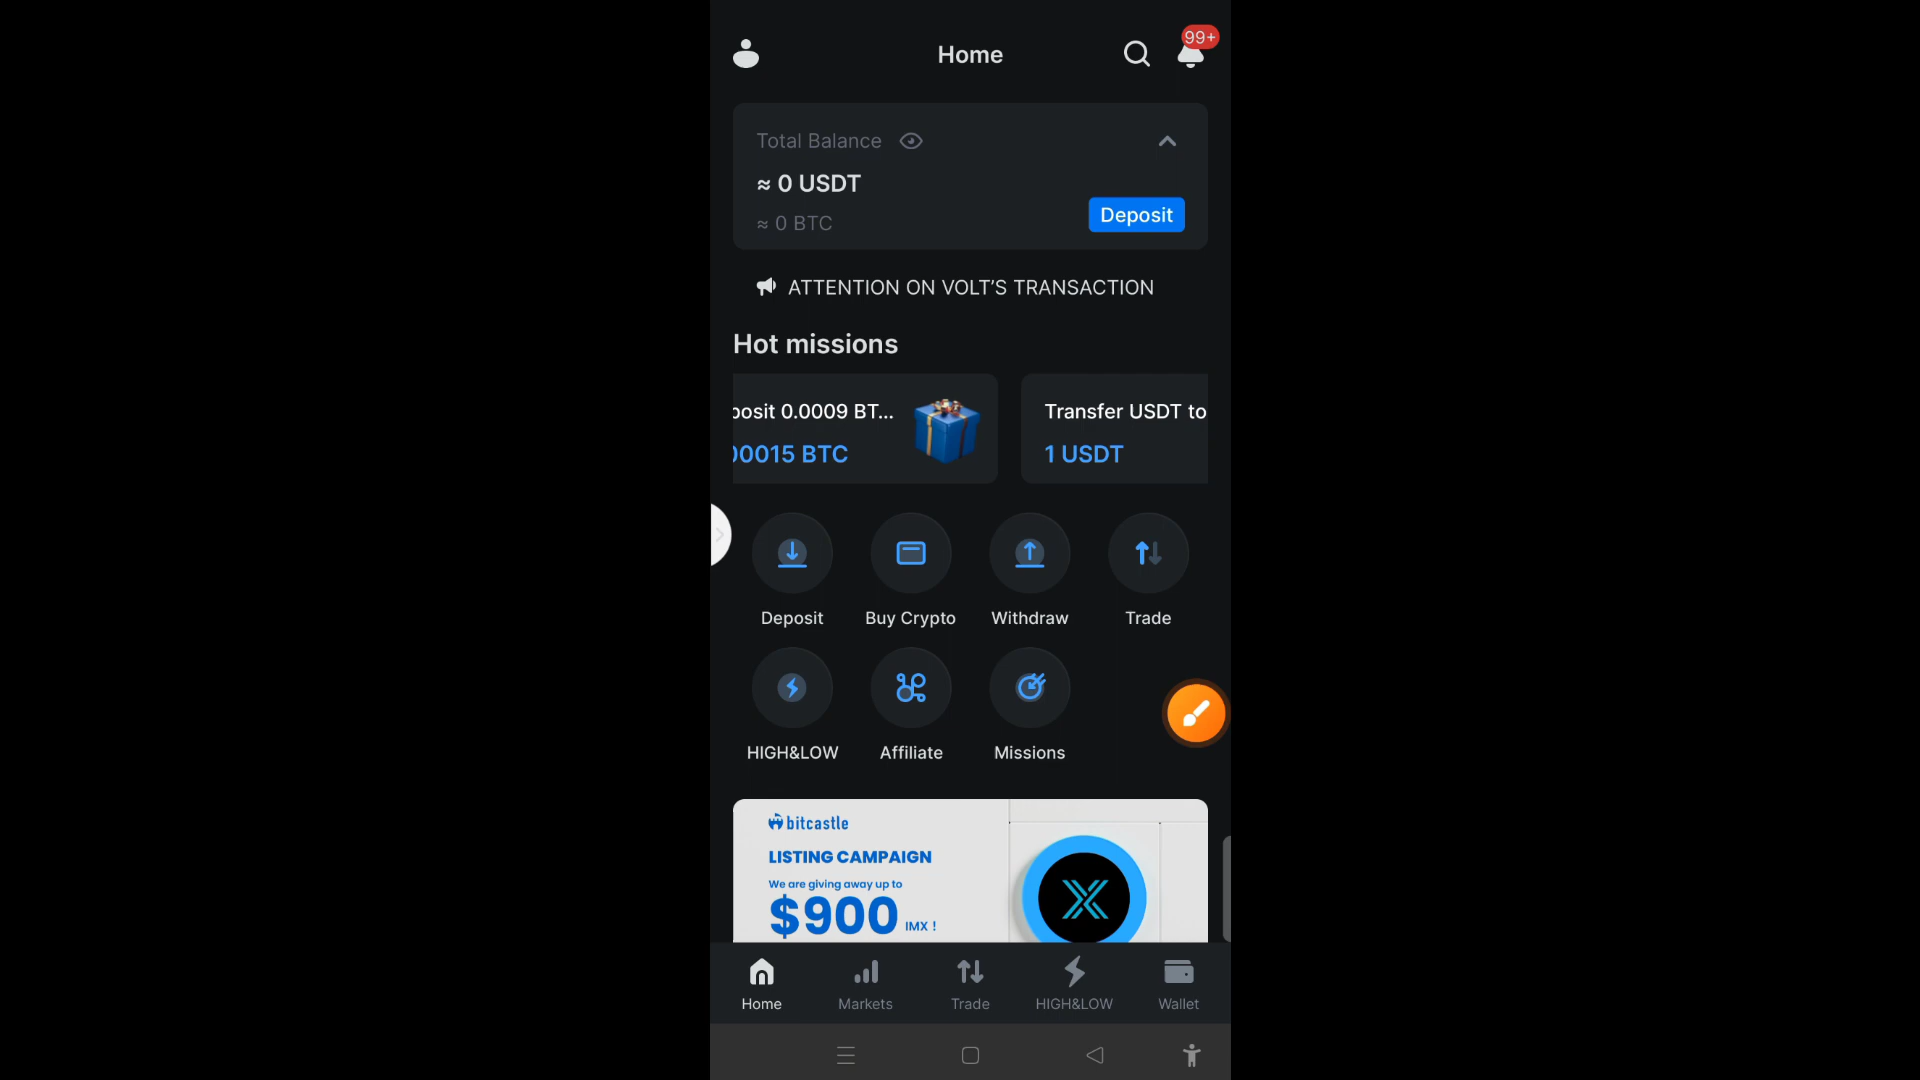 Home
99+
Total Balance
≈ 0 USDT
≈ 0 BTC
Deposit
ATTENTION ON VOLT'S TRANSACTION
Hot missions
posit 0.0009 BT...
00015 BTC
Transfer USDT to
1 USDT
Deposit
Buy Crypto
Withdraw
Trade
HIGH&LOW
Affiliate
Missions
bitcastle
LISTING CAMPAIGN
We are giving away up to
$900 IMX !
Home
Markets
Trade
HIGH&LOW
Wallet